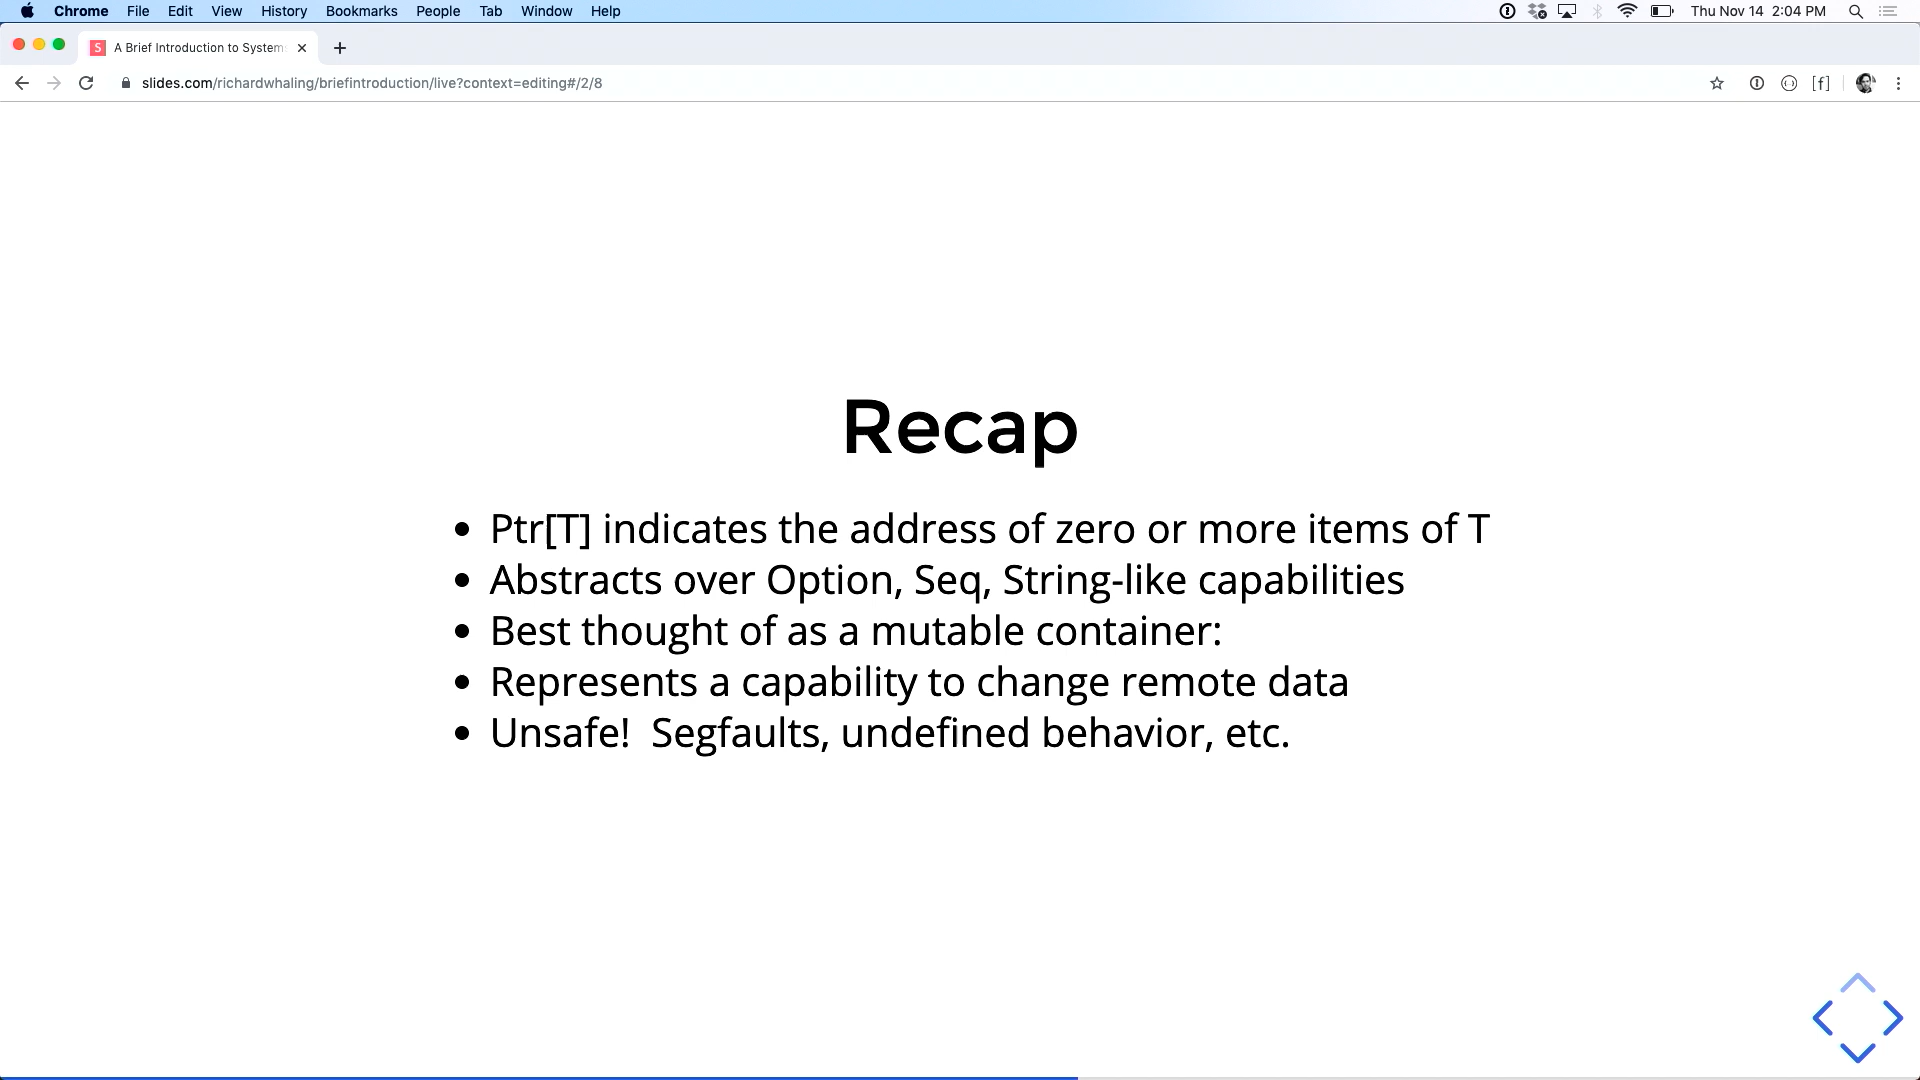 Chrome File Edit View History Bookmarks People Tab Window Help Thu Nov 14 2:04 PM
S A Brief Introduction to System
slides.com/richardwhaling/briefintroduction/live?context=editing#/2/8 [f]
Recap
• Ptr[T] indicates the address of zero or more items of T
• Abstracts over Option, Seq, String-like capabilities
• Best thought of as a mutable container:
• Represents a capability to change remote data
• Unsafe!  Segfaults, undefined behavior, etc.